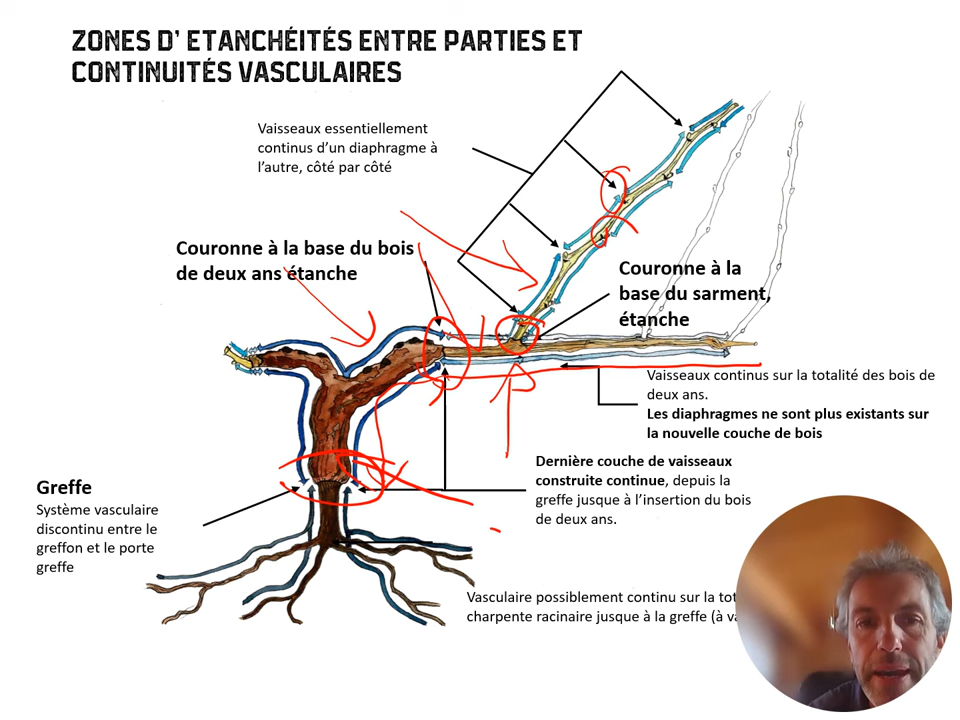 ZONES D' ETANCHÉITÉS ENTRE PARTIES ET
CONTINUITÉS VASCULAIRES
Vaisseaux essentiellement
continus d'un diaphragme à
l'autre, côté par côté
Couronne à la base du bois
de deux ans étanche
Couronne à la
base du sarment,
étanche
Vaisseaux continus sur la totalité des bois de
deux ans.
Les diaphragmes ne sont plus existants sur
la nouvelle couche de bois
Dernière couche de vaisseaux
construite continue, depuis la
greffe jusque à l'insertion du bois
de deux ans.
Greffe
Système vasculaire
discontinu entre le
greffon et le porte
greffe
Vasculaire possiblement continu sur la
charpente racinaire jusque à la greffe (à